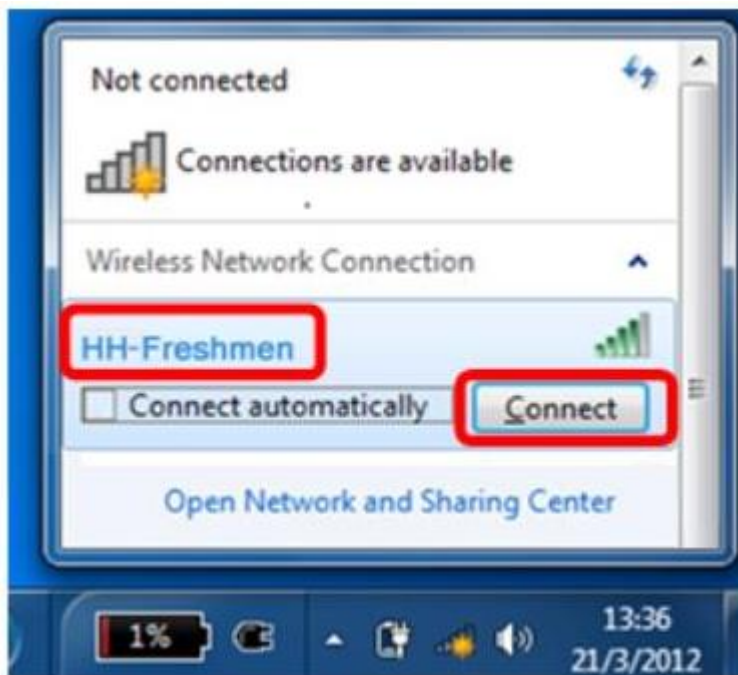 Not connected
Connections are available
Wireless Network Connection
HH-Freshmen
Connect automatically
Connect
Open Network and Sharing Center
1%
13:36
21/3/2012